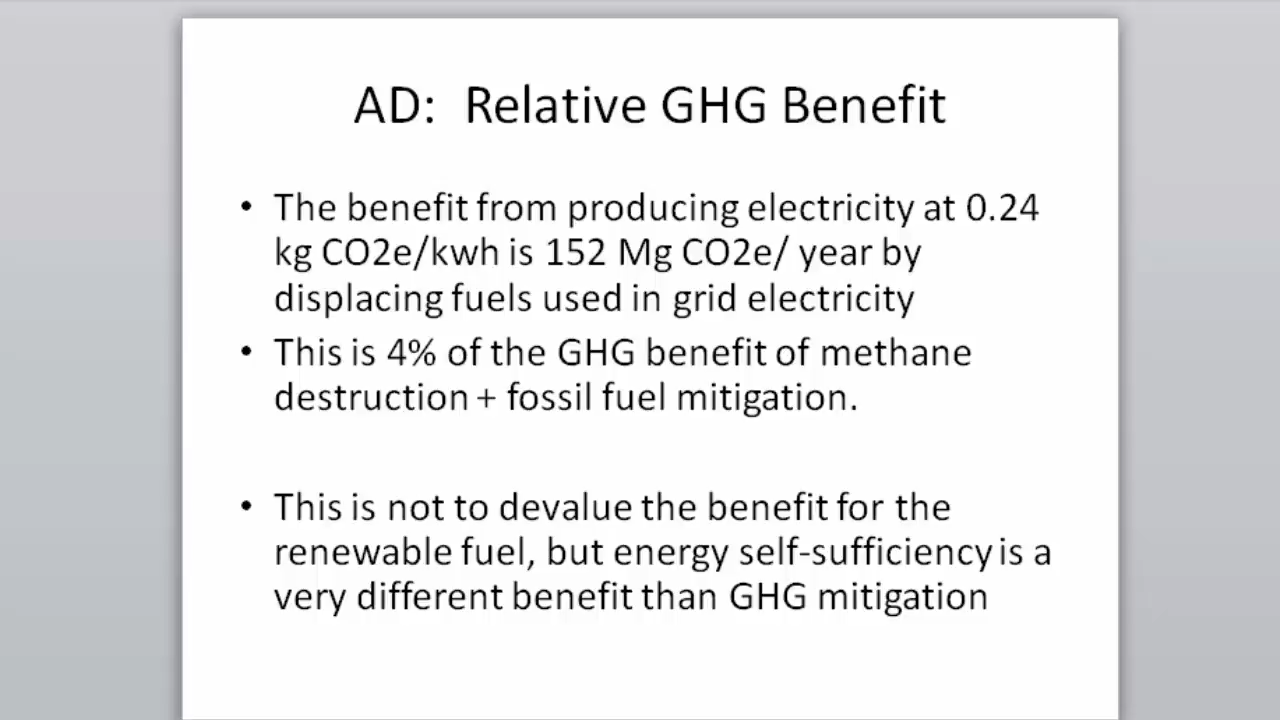 AD: Relative GHG Benefit
• The benefit from producing electricity at 0.24
kg CO2e/kwh is 152 Mg CO2e/ year by
displacing fuels used in grid electricity
• This is 4% of the GHG benefit of methane
destruction + fossil fuel mitigation.
• This is not to devalue the benefit for the
renewable fuel, but energy self-sufficiency is a
very different benefit than GHG mitigation